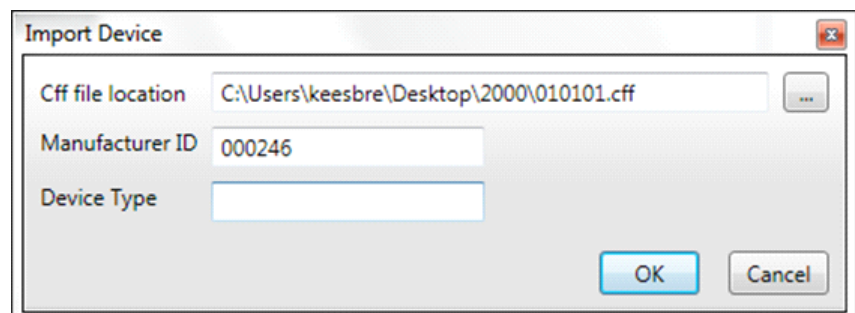 Import Device
Cff file location C:\Users\keesbre\Desktop\2000\010101.cff ...
Manufacturer ID 000246
Device Type
OK Cancel